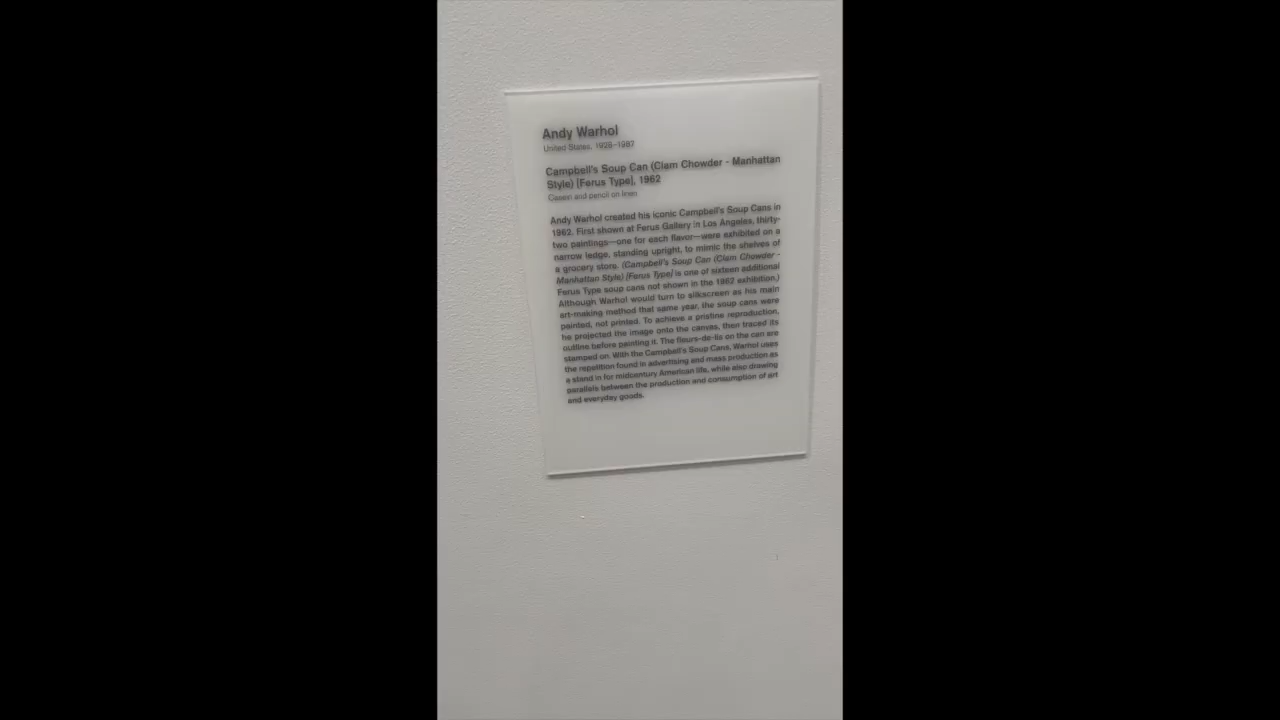 Andy Warhol
United States, 1928–1987
Campbell's Soup Can (Clam Chowder - Manhattan
Style) [Ferus Type], 1962
Casein and pencil on linen
Andy Warhol created his iconic Campbell's Soup Cans in
1962. First shown at Ferus Gallery in Los Angeles, thirty-
two paintings—one for each flavor—were exhibited on a
narrow ledge, standing upright, to mimic the shelves of
a grocery store. (Campbell's Soup Can (Clam Chowder -
Manhattan Style) [Ferus Type] is one of sixteen additional
Ferus Type soup cans not shown in the 1962 exhibition.)
Although Warhol would turn to silkscreen as his main
art-making method that same year, the soup cans were
painted, not printed. To achieve a pristine reproduction,
he projected the image onto the canvas, then traced its
outline before painting it. The fleurs-de-lis on the can are
stamped on. With the Campbell's Soup Cans, Warhol uses
the repetition found in advertising and mass production as
a stand in for midcentury American life, while also drawing
parallels between the production and consumption of art
and everyday goods.